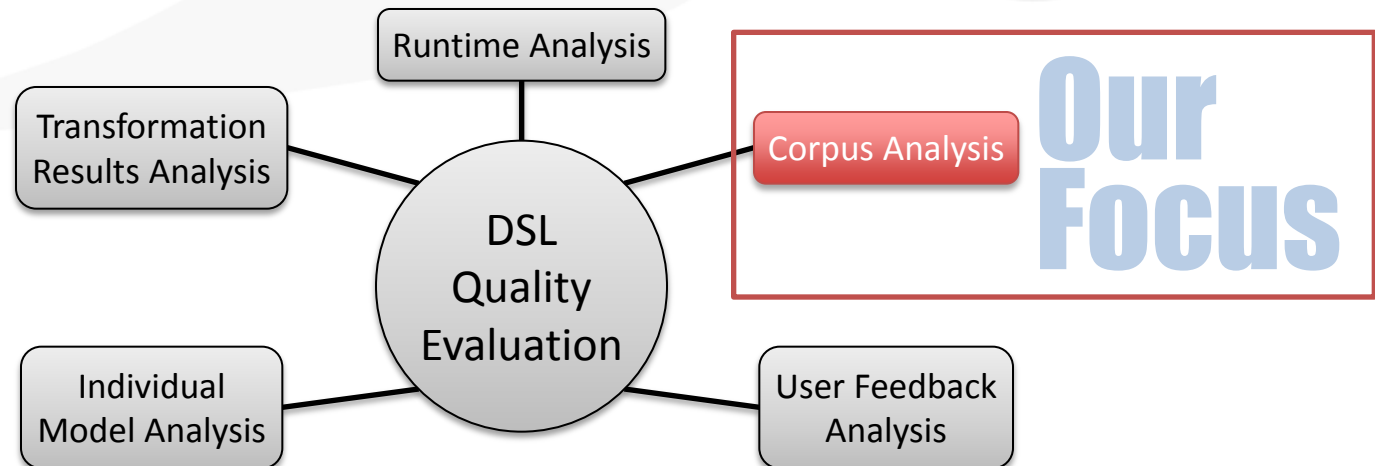 Runtime Analysis
Transformation
Results Analysis
Corpus Analysis
Our
Focus
DSL
Quality
Evaluation
Individual
Model Analysis
User Feedback
Analysis